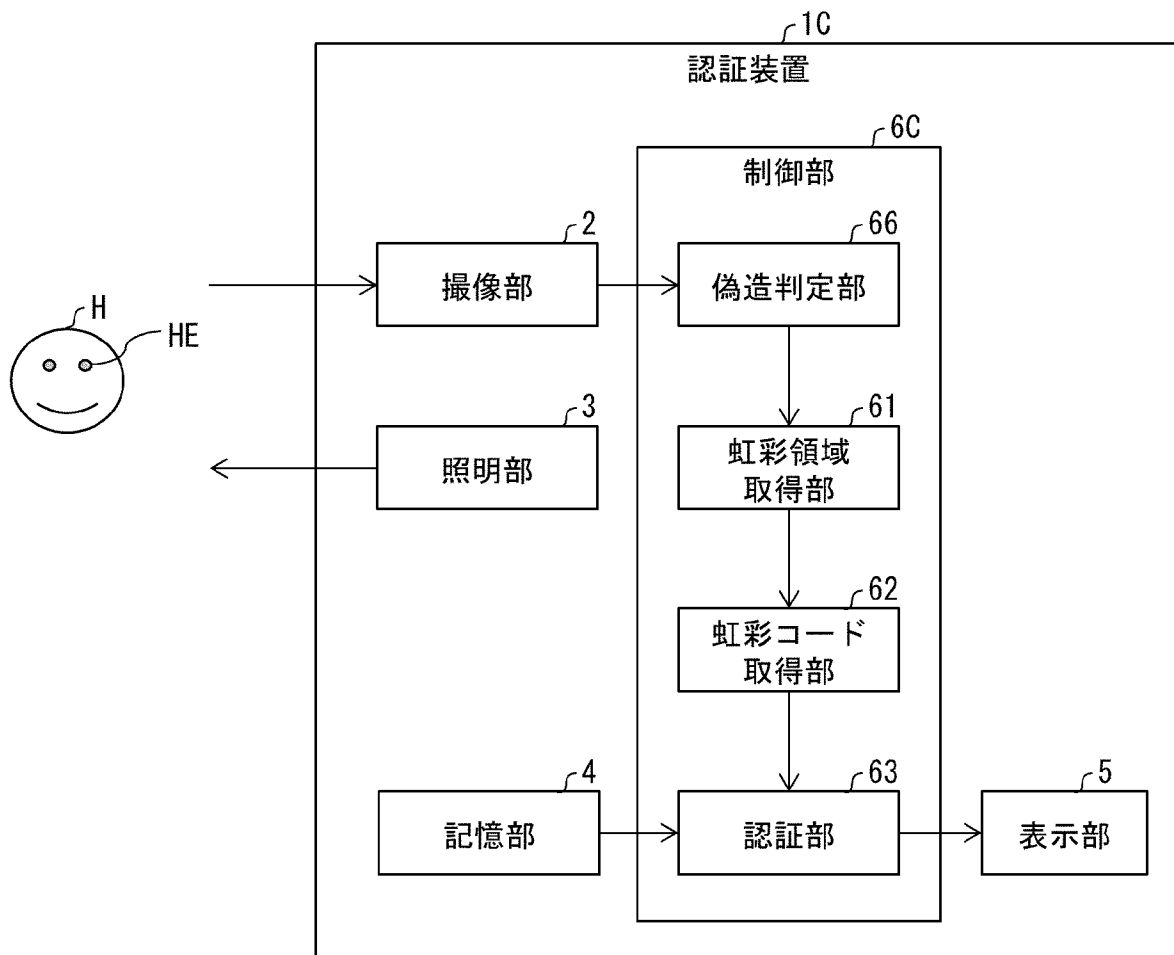 1C
認証装置
6C
制御部
2
撮像部
66
偽造判定部
H
HE
3
照明部
61
虹彩領域
取得部
62
虹彩コード
取得部
4
記憶部
63
認証部
5
表示部